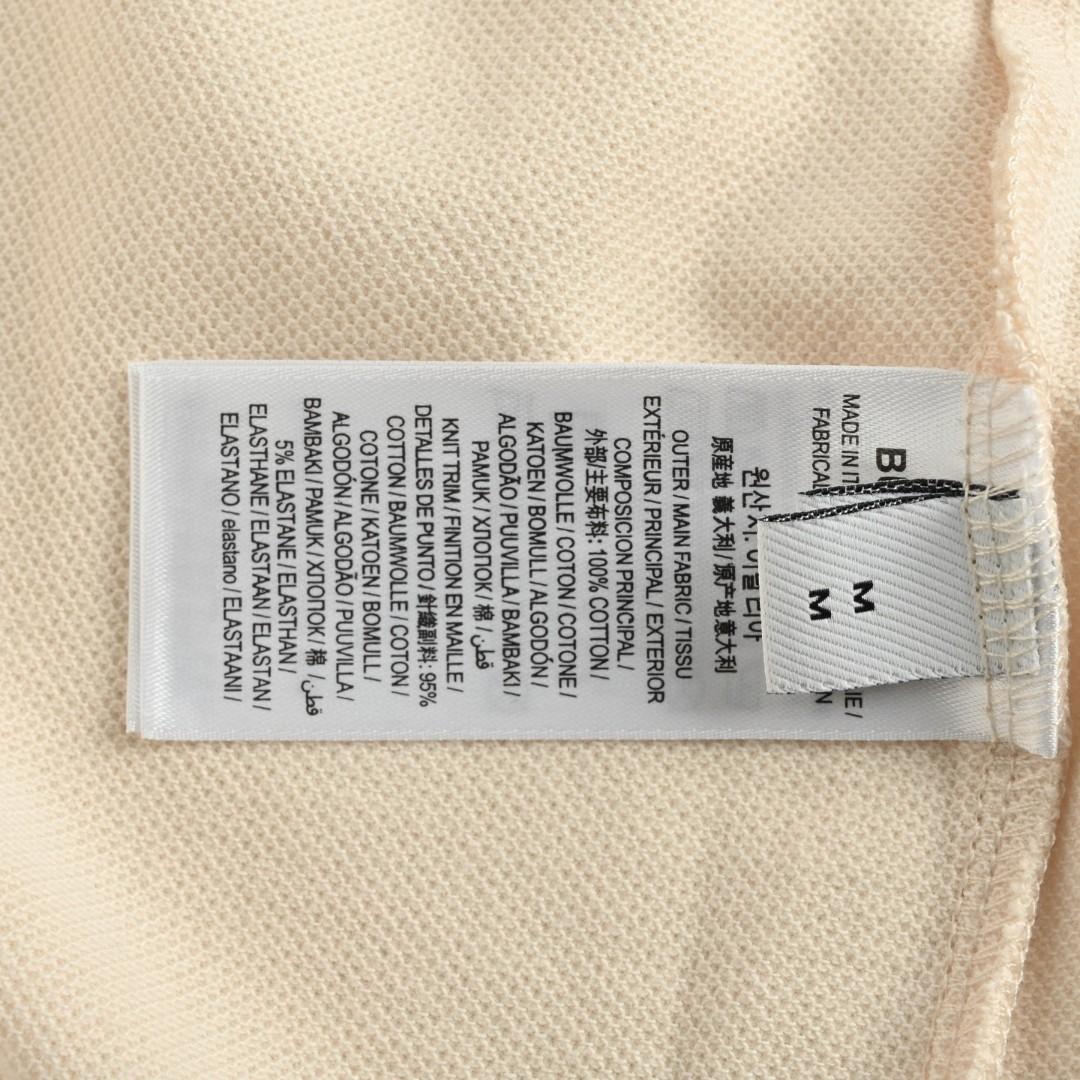 B
MADE IN IT
FABRICA
IE /
N
M
M
원산지: 이탈리아
原産地 義大利 / 原产地意大利
OUTER / MAIN FABRIC / TISSU
EXTÉRIEUR / PRINCIPAL / EXTERIOR
COMPOSICION PRINCIPAL /
外部/主要布料: 100% COTTON /
BAUMWOLLE / COTON / COTONE /
KATOEN / BOMULL / ALGODÓN /
ALGODÃO / PUUVILLA / BAMBAKI /
PAMUK / ХЛОПОК / 棉 / قطن
KNIT TRIM / FINITION EN MAILLE /
DETALLES DE PUNTO / 針織副料: 95%
COTTON / BAUMWOLLE / COTON /
COTONE / KATOEN / BOMULL /
ALGODÓN / ALGODÃO / PUUVILLA /
BAMBAKI / PAMUK / ХЛОПОК / 棉 / قطن
5% ELASTANE / ELASTHAN /
ELASTHANE / ELASTAAN / ELASTAN /
ELASTANO / elastano / ELASTAANI /